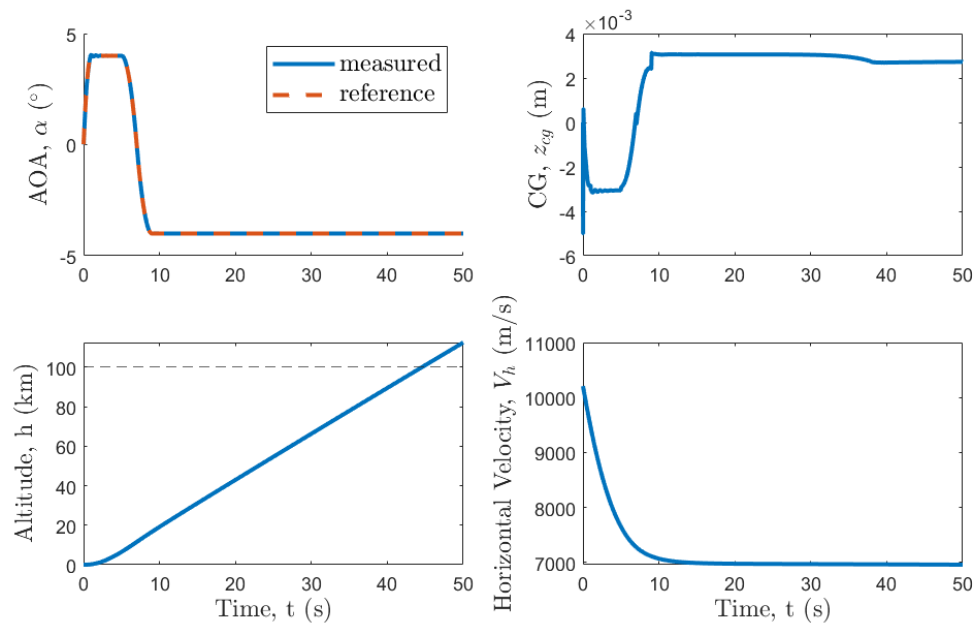 AOA, α (°)
5
0
-5
0 10 20 30 40 50
measured
reference
×10⁻³
CG, z_cg (m)
4
2
0
-2
-4
-6
0 10 20 30 40 50
Altitude, h (km)
100
80
60
40
20
0
0 10 20 30 40 50
Time, t (s)
Horizontal Velocity, V_h (m/s)
11000
10000
9000
8000
7000
0 10 20 30 40 50
Time, t (s)